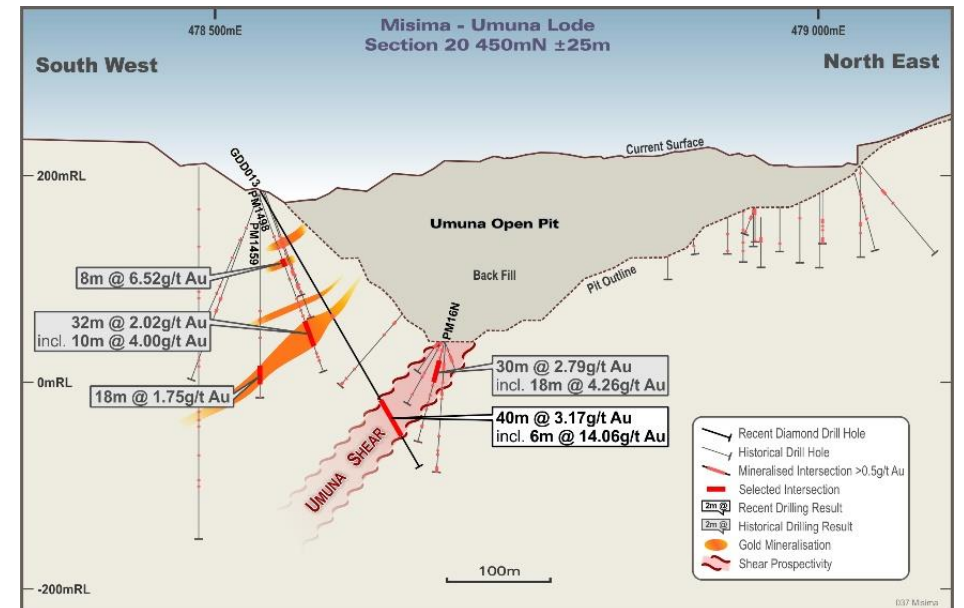 Misima - Umuna Lode
Section 20 450mN ±25m
478 500mE
479 000mE
South West
North East
Current Surface
200mRL
GDD013
PM1498
PM1459
Umuna Open Pit
Back Fill
Pit Outline
8m @ 6.52g/t Au
PM16N
32m @ 2.02g/t Au
incl. 10m @ 4.00g/t Au
30m @ 2.79g/t Au
incl. 18m @ 4.26g/t Au
0mRL
18m @ 1.75g/t Au
40m @ 3.17g/t Au
incl. 6m @ 14.06g/t Au
UMUNA SHEAR
Recent Diamond Drill Hole
Historical Drill Hole
Mineralised Intersection >0.5g/t Au
Selected Intersection
2m @ Recent Drilling Result
2m @ Historical Drilling Result
Gold Mineralisation
Shear Prospectivity
100m
-200mRL
037 Misima